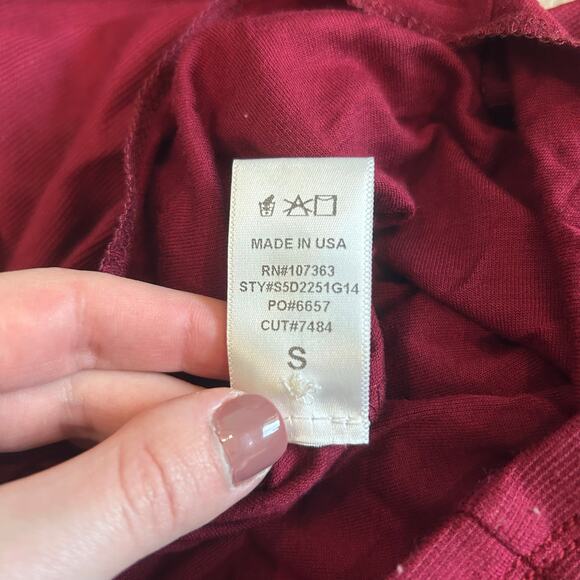 MADE IN USA
RN#107363
STY#S5D2251G14
PO#6657
CUT#7484
S